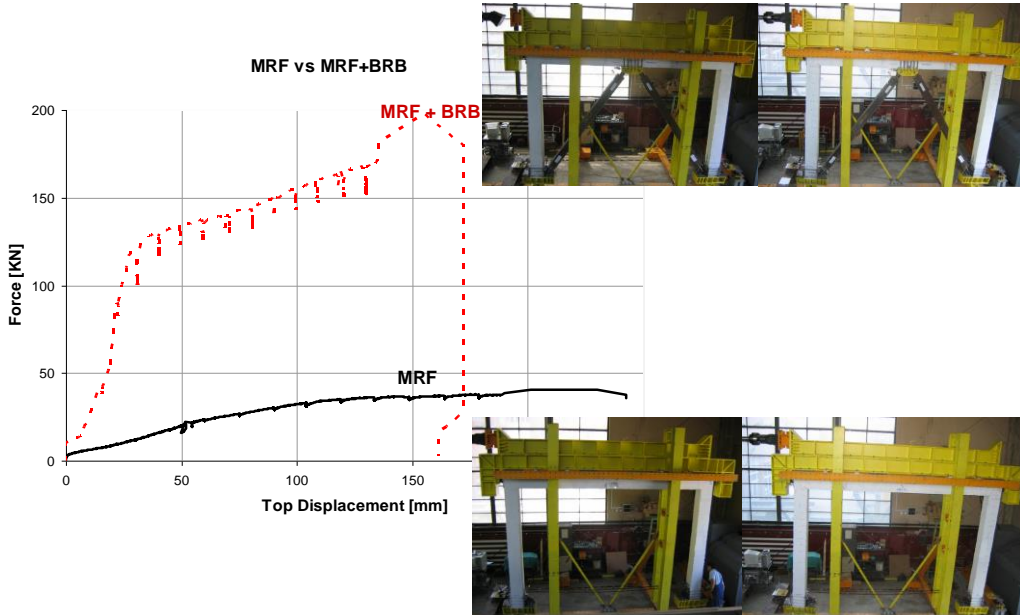 MRF vs MRF+BRB
MRF + BRB
200
150
100
50
0
Force [KN]
MRF
0
50
100
150
Top Displacement [mm]